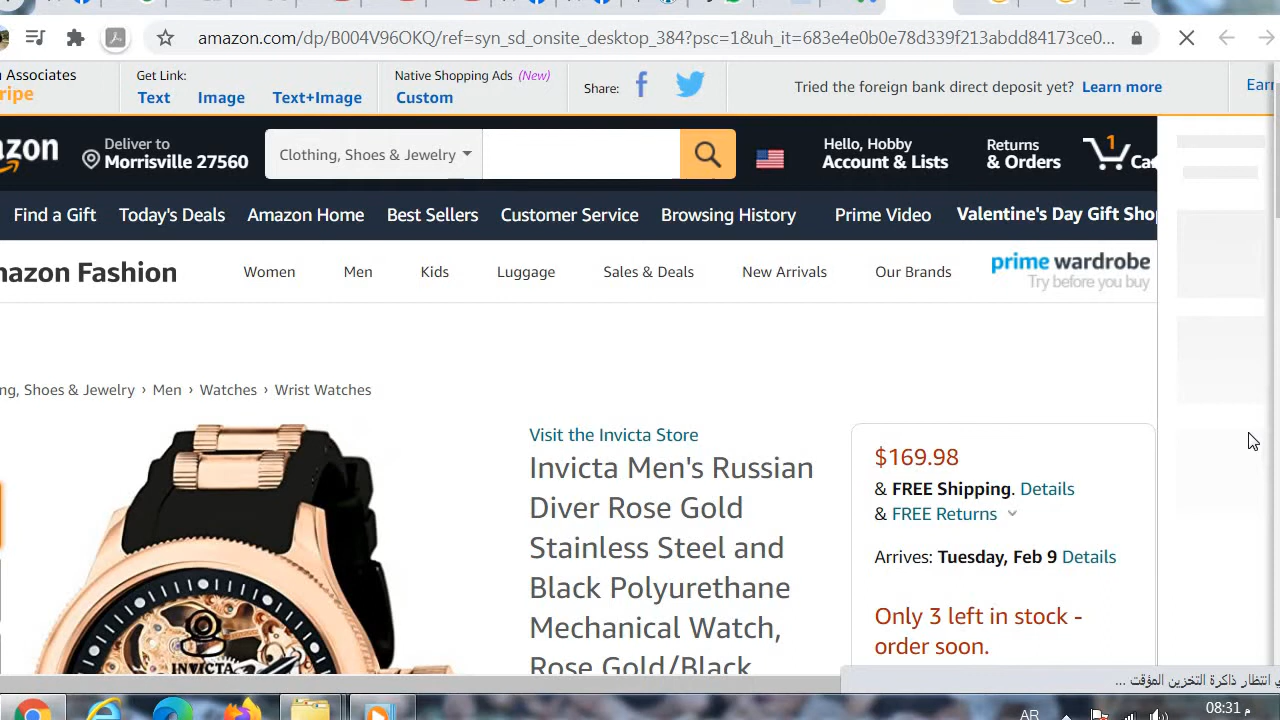 amazon.com/dp/B004V96OKQ/ref=syn_sd_onsite_desktop_384?psc=1&uh_it=683e4e0b0e78d339f213abdd84173ce0...
Associates
ripe
Get Link:
Text Image Text+Image
Native Shopping Ads (New)
Custom
Share:
Tried the foreign bank direct deposit yet? Learn more
Earn
azon
Deliver to
Morrisville 27560
Clothing, Shoes & Jewelry
Hello, Hobby
Account & Lists
Returns
& Orders
1
Ca
Find a Gift Today's Deals Amazon Home Best Sellers Customer Service Browsing History Prime Video Valentine's Day Gift Shop
mazon Fashion Women Men Kids Luggage Sales & Deals New Arrivals Our Brands
prime wardrobe
Try before you buy
ng, Shoes & Jewelry › Men › Watches › Wrist Watches
INVICTA
Visit the Invicta Store
Invicta Men's Russian
Diver Rose Gold
Stainless Steel and
Black Polyurethane
Mechanical Watch,
Rose Gold/Black
$169.98
& FREE Shipping. Details
& FREE Returns
Arrives: Tuesday, Feb 9 Details
Only 3 left in stock -
order soon.
انتظار ذاكرة التخزين المؤقت ...
AR
08:31 م